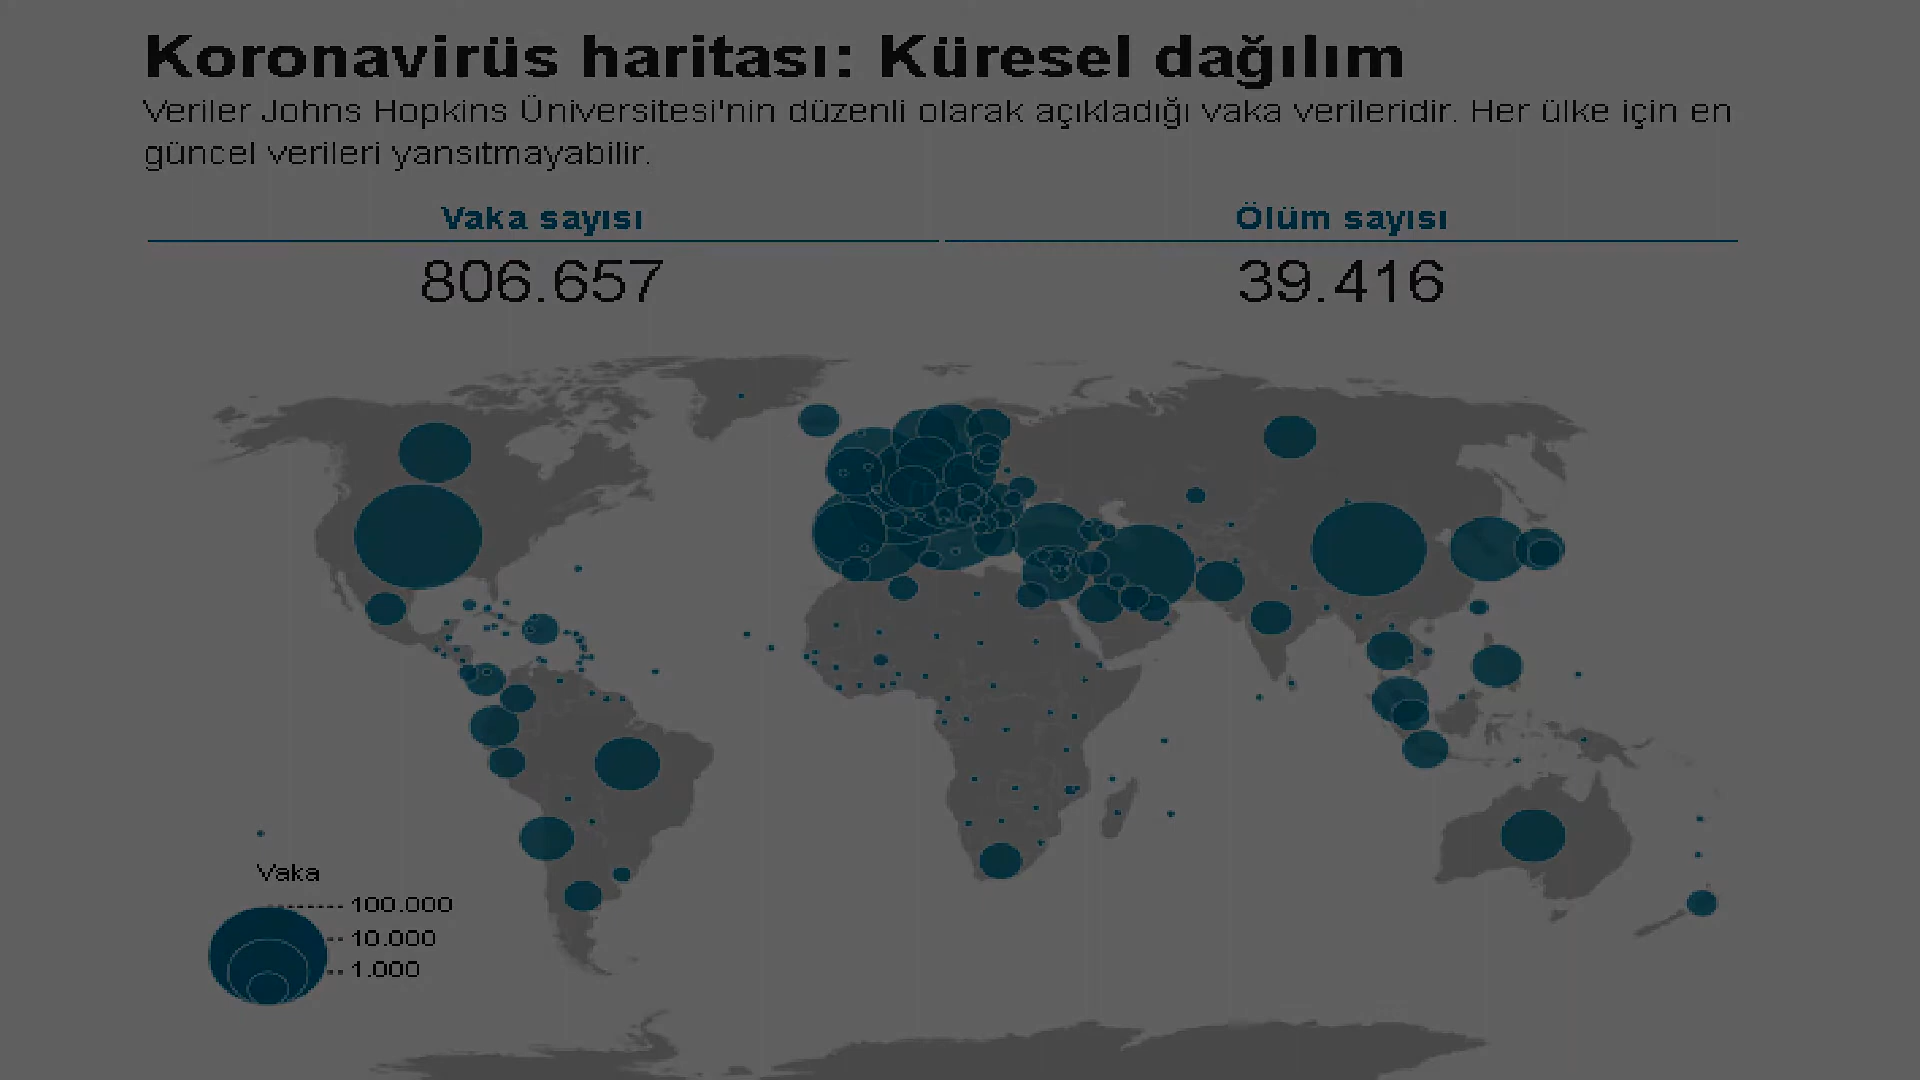 Koronavirüs haritası: Küresel dağılım
Veriler Johns Hopkins Üniversitesi'nin düzenli olarak açıkladığı vaka verileridir. Her ülke için en
güncel verileri yansıtmayabilir.
Vaka sayısı
Ölüm sayısı
806.657
39.416
Vaka
100.000
10.000
1.000